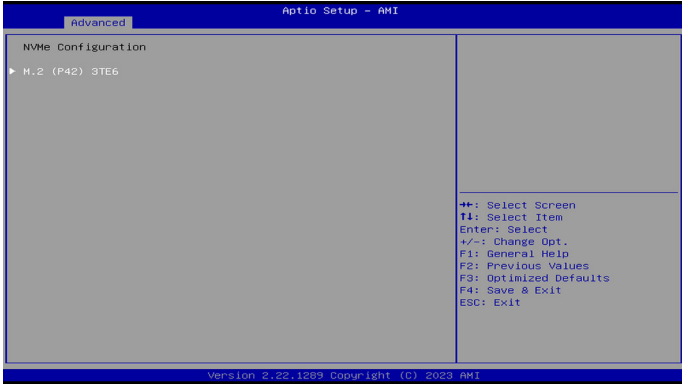 Aptio Setup – AMI
Advanced
NVMe Configuration
▶ M.2 (P42) 3TE6
→←: Select Screen
↑↓: Select Item
Enter: Select
+/-: Change Opt.
F1: General Help
F2: Previous Values
F3: Optimized Defaults
F4: Save & Exit
ESC: Exit
Version 2.22.1289 Copyright (C) 2023 AMI